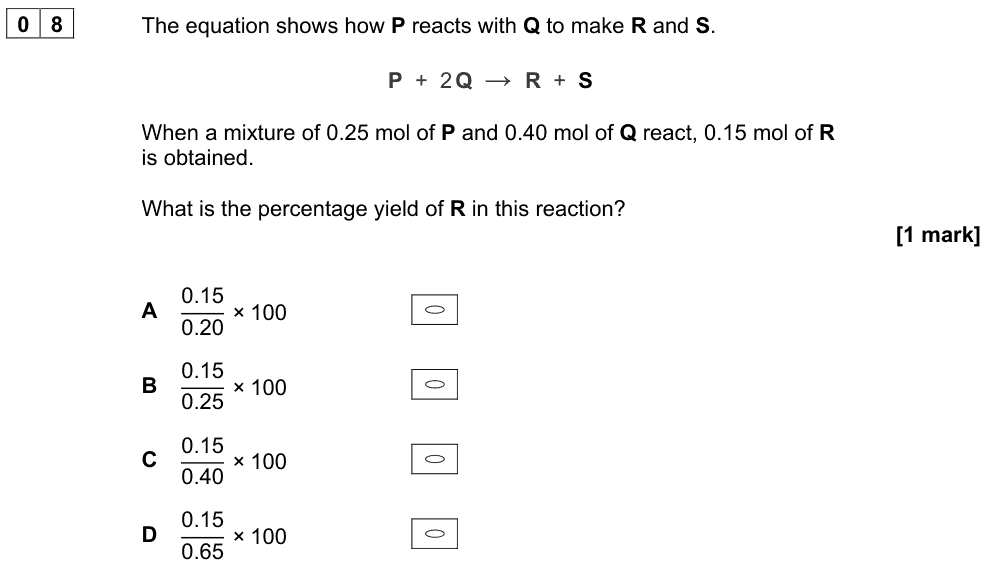 0 8 The equation shows how P reacts with Q to make R and S.
P + 2Q → R + S
When a mixture of 0.25 mol of P and 0.40 mol of Q react, 0.15 mol of R
is obtained.
What is the percentage yield of R in this reaction?
[1 mark]
A 0.15/0.20 × 100
B 0.15/0.25 × 100
C 0.15/0.40 × 100
D 0.15/0.65 × 100